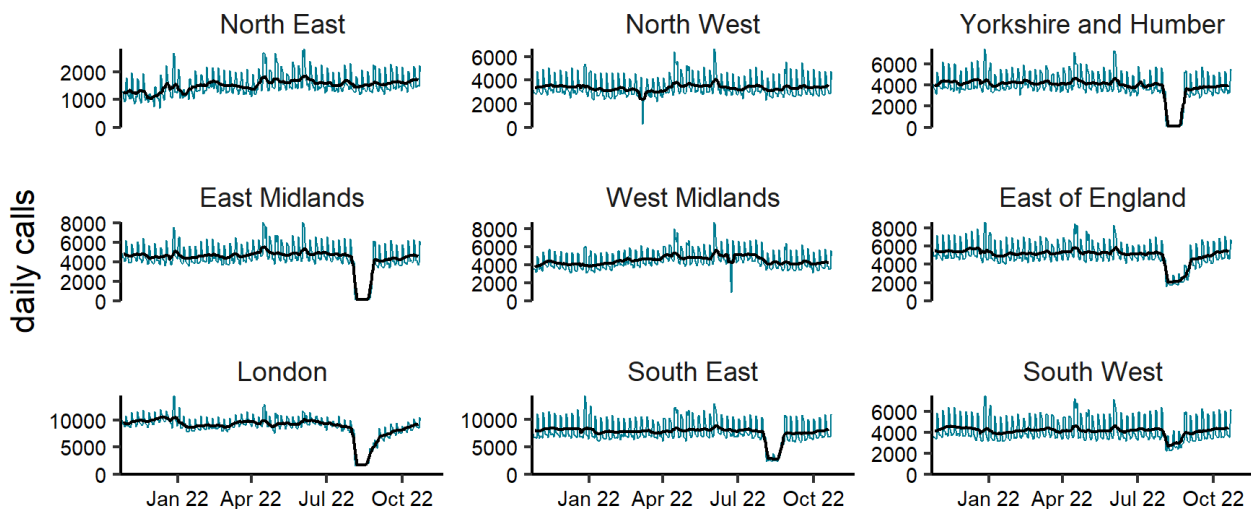 North East
North West
Yorkshire and Humber
2000
1000
0
6000
4000
2000
0
6000
4000
2000
0
daily calls
East Midlands
West Midlands
East of England
8000
6000
4000
2000
0
8000
6000
4000
2000
0
8000
6000
4000
2000
0
London
South East
South West
10000
5000
0
10000
5000
0
6000
4000
2000
0
Jan 22 Apr 22 Jul 22 Oct 22
Jan 22 Apr 22 Jul 22 Oct 22
Jan 22 Apr 22 Jul 22 Oct 22